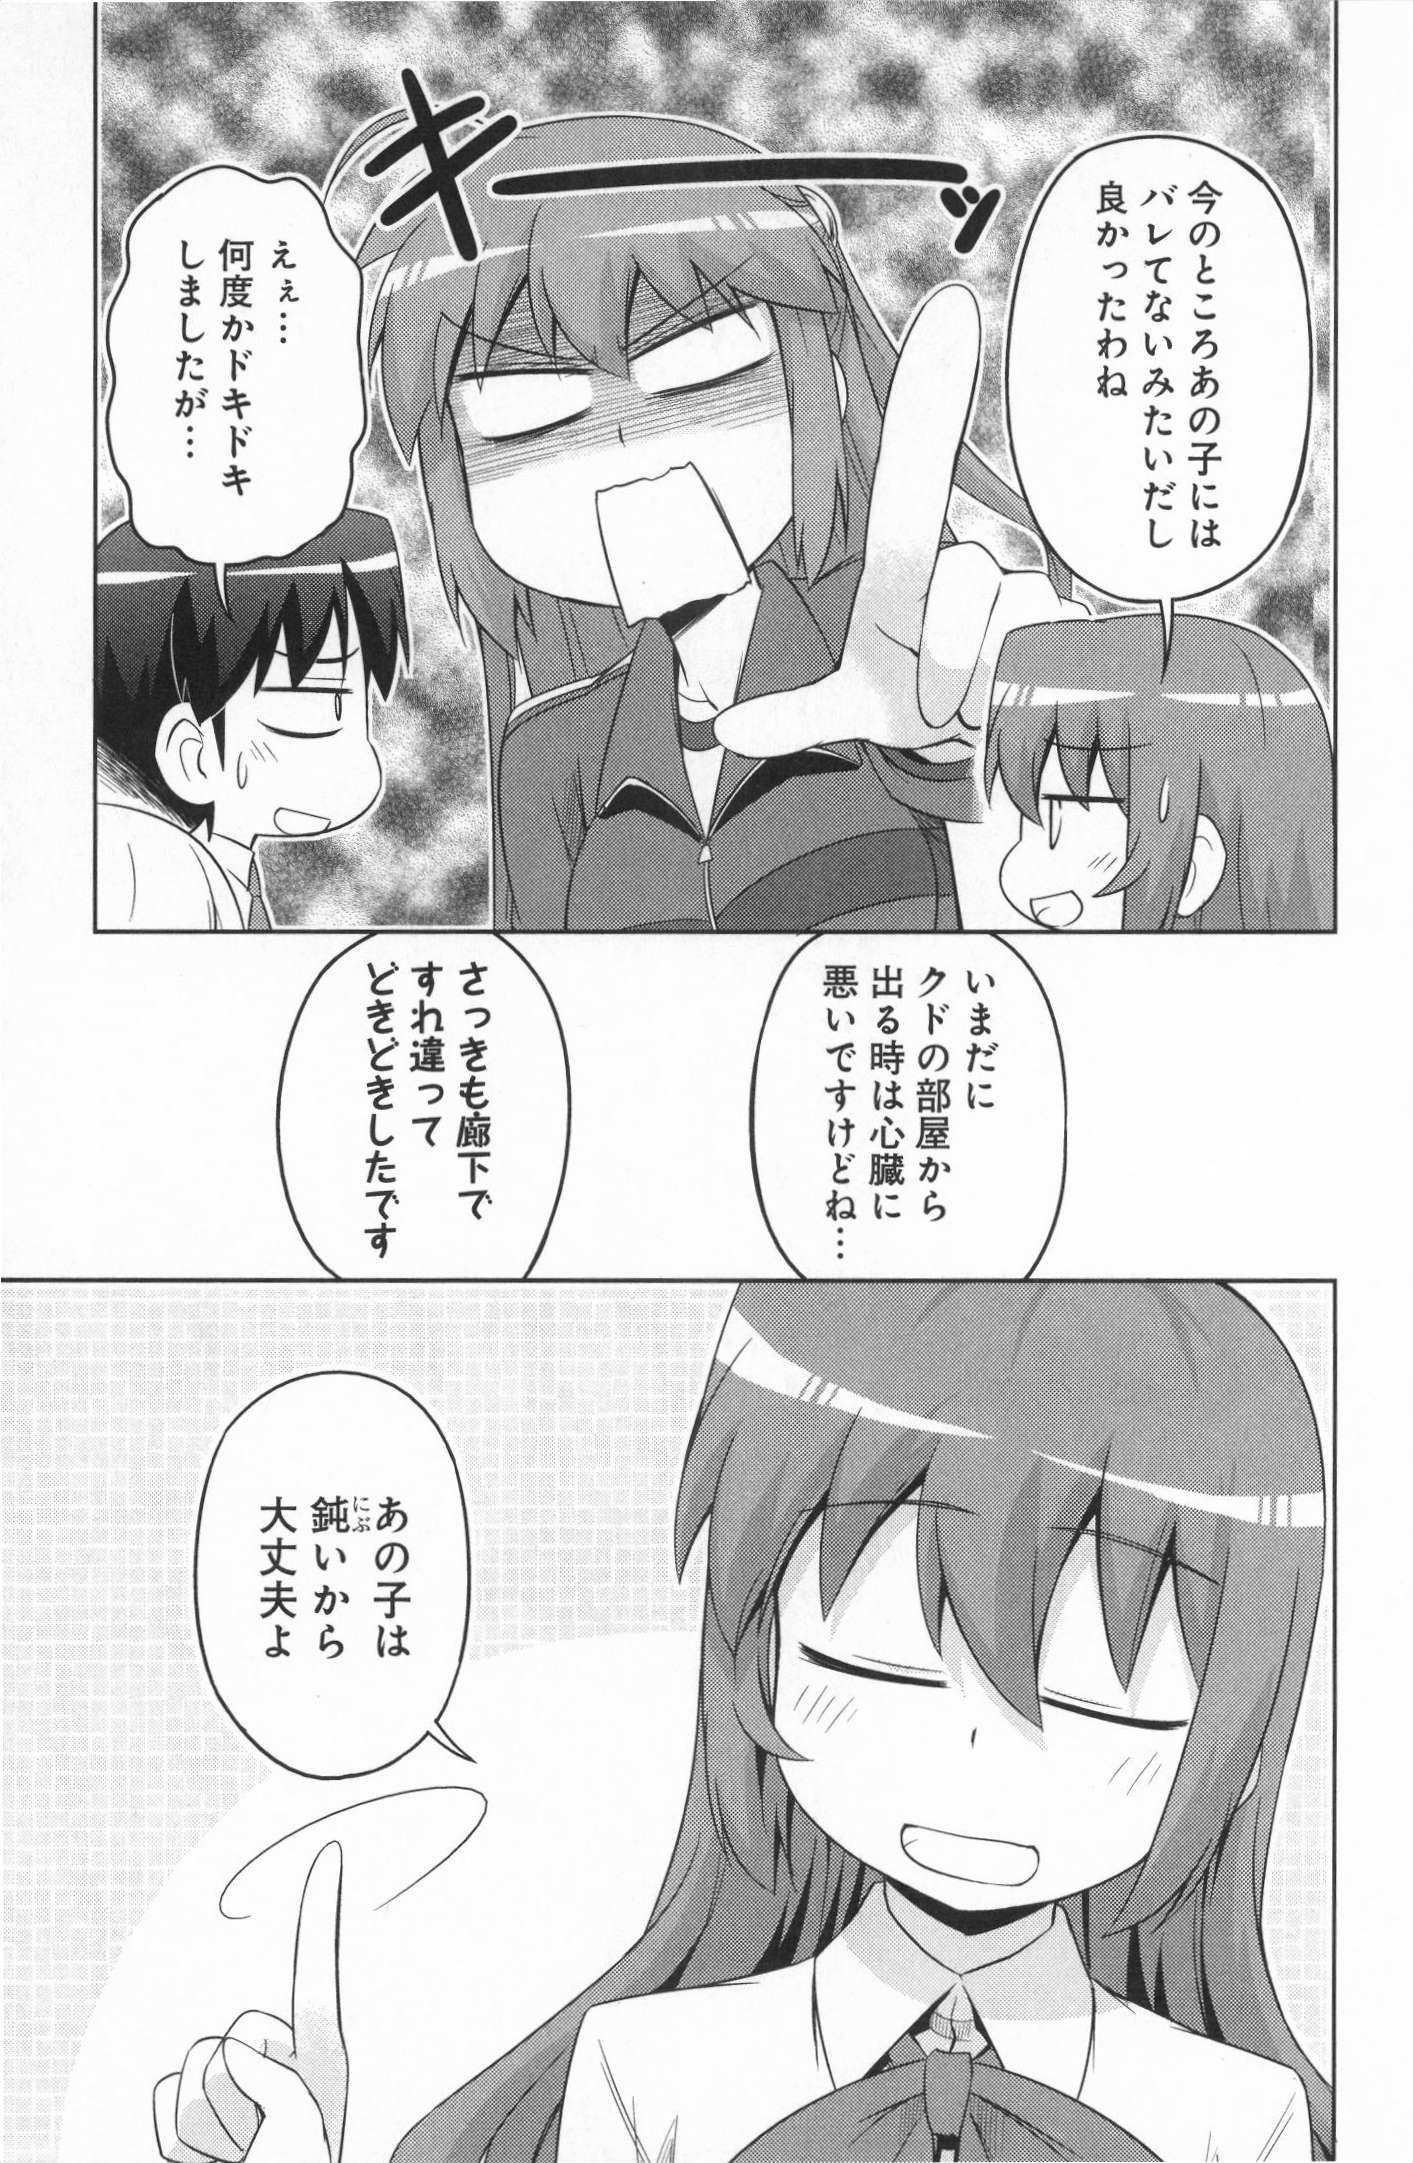 今のところあの子には
バレてないみたいだし
良かったわね
キーッ
えぇ…
何度かドキドキ
しましたが…
いまだに
クドの部屋から
出る時は心臓に
悪いですけどね…
さっきも廊下で
すれ違って
どきどきしたです
あの子は
鈍いから
にぶ
大丈夫よ